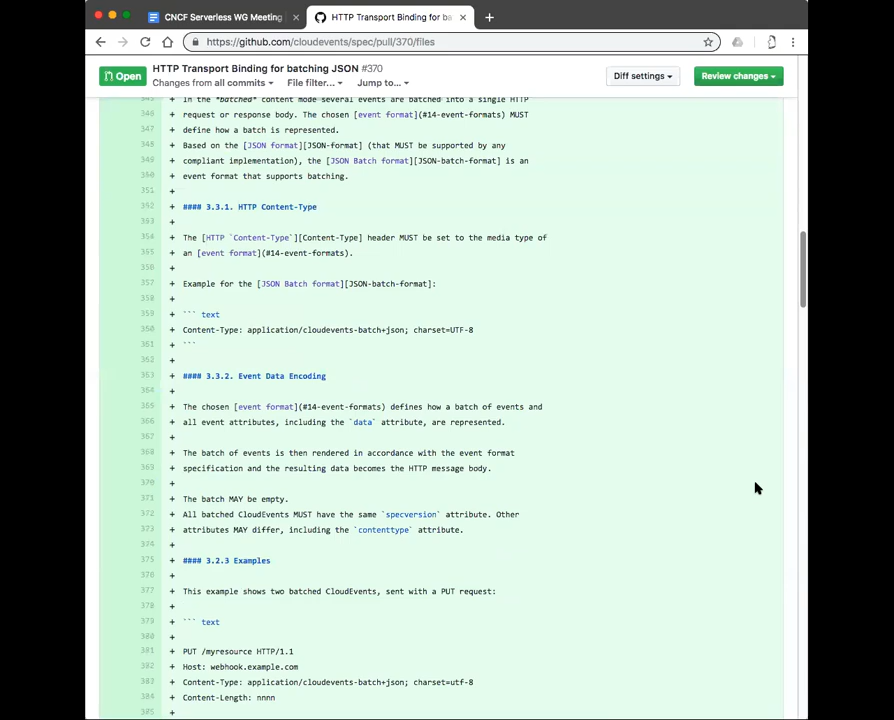 CNCF Serverless WG Meeting
HTTP Transport Binding for ba
https://github.com/cloudevents/spec/pull/370/files
Open
HTTP Transport Binding for batching JSON #370
Changes from all commits
File filter...
Jump to...
Diff settings
Review changes
345 + In the *batched* content mode several events are batched into a single HTTP
346 + request or response body. The chosen [event format](#14-event-formats) MUST
347 + define how a batch is represented.
348 + Based on the [JSON format][JSON-format] (that MUST be supported by any
349 + compliant implementation), the [JSON Batch format][JSON-batch-format] is an
350 + event format that supports batching.
351 +
352 + #### 3.3.1. HTTP Content-Type
353 +
354 + The [HTTP `Content-Type`][Content-Type] header MUST be set to the media type of
355 + an [event format](#14-event-formats).
356 +
357 + Example for the [JSON Batch format][JSON-batch-format]:
358 +
359 + ``` text
360 + Content-Type: application/cloudevents-batch+json; charset=UTF-8
361 + ```
362 +
363 + #### 3.3.2. Event Data Encoding
364 +
365 + The chosen [event format](#14-event-formats) defines how a batch of events and
366 + all event attributes, including the `data` attribute, are represented.
367 +
368 + The batch of events is then rendered in accordance with the event format
369 + specification and the resulting data becomes the HTTP message body.
370 +
371 + The batch MAY be empty.
372 + All batched CloudEvents MUST have the same `specversion` attribute. Other
373 + attributes MAY differ, including the `contenttype` attribute.
374 +
375 + #### 3.2.3 Examples
376 +
377 + This example shows two batched CloudEvents, sent with a PUT request:
378 +
379 + ``` text
380 +
381 + PUT /myresource HTTP/1.1
382 + Host: webhook.example.com
383 + Content-Type: application/cloudevents-batch+json; charset=utf-8
384 + Content-Length: nnnn
385 +